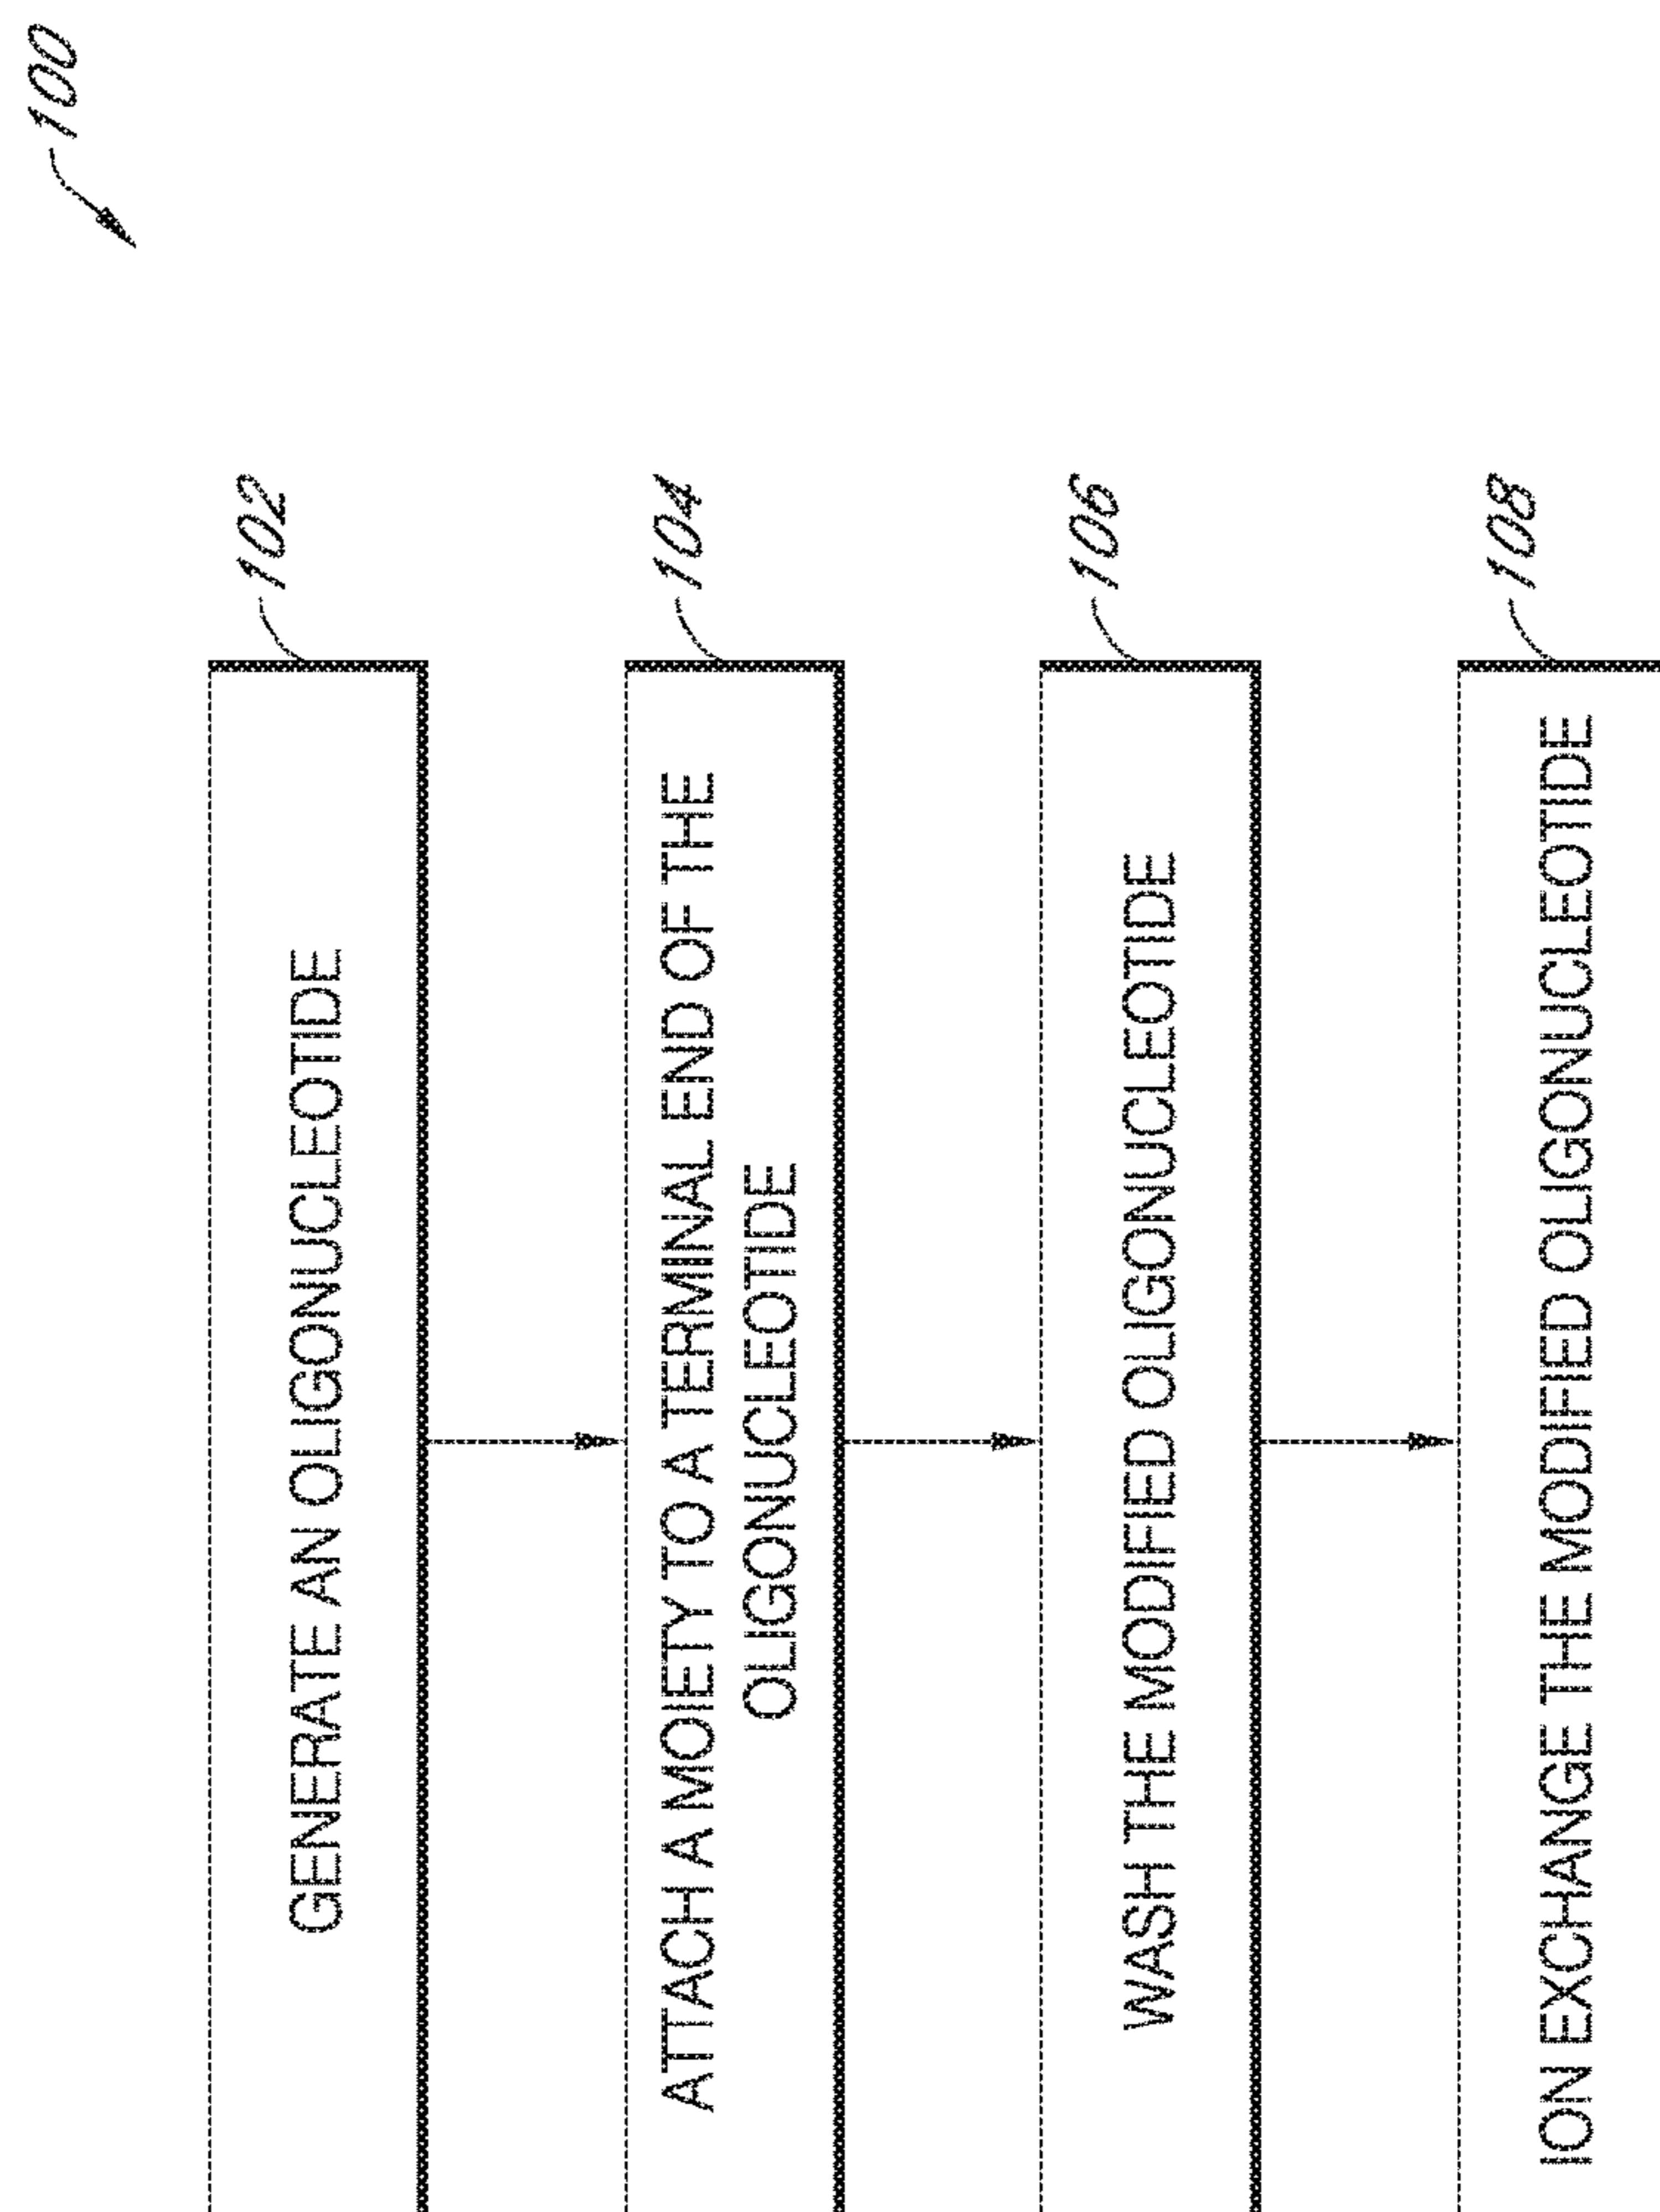 100
102
GENERATE AN OLIGONUCLEOTIDE
104
ATTACH A MOIETY TO A TERMINAL END OF THE
OLIGONUCLEOTIDE
106
WASH THE MODIFIED OLIGONUCLEOTIDE
108
ION EXCHANGE THE MODIFIED OLIGONUCLEOTIDE